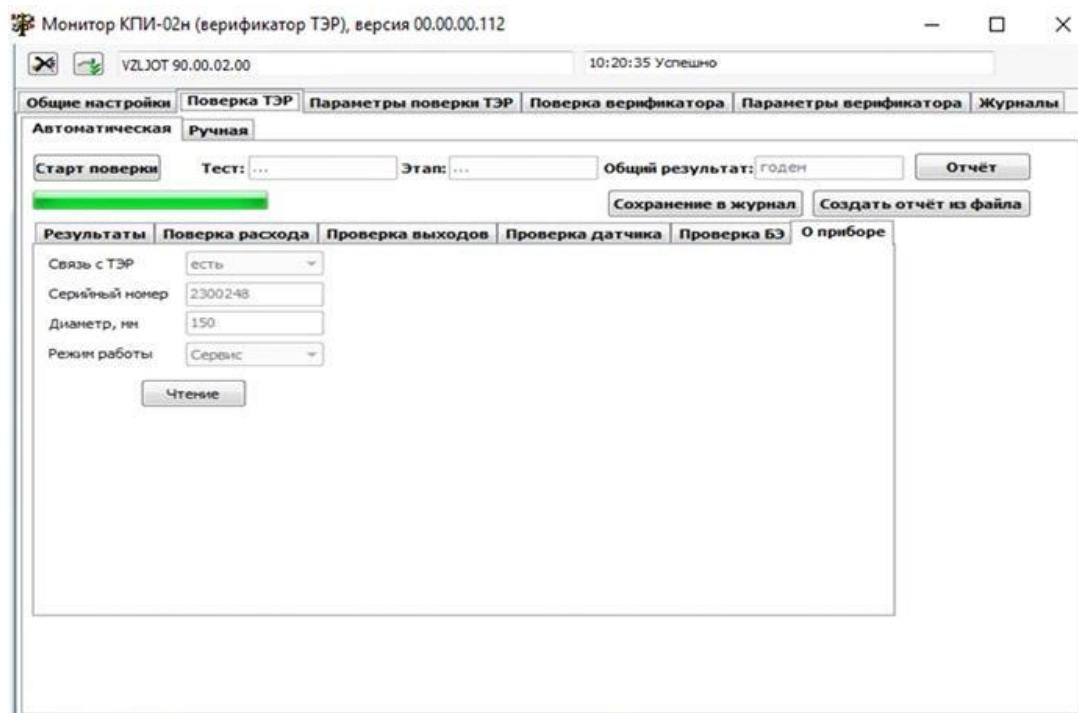 Монитор КПИ-02н (верификатор ТЭР), версия 00.00.00.112
VZLJOT 90.00.02.00 10:20:35 Успешно
Общие настройки Поверка ТЭР Параметры поверки ТЭР Поверка верификатора Параметры верификатора Журналы
Автоматическая Ручная
Старт поверки Тест: ... Этап: ... Общий результат: годен Отчёт
Сохранение в журнал Создать отчёт из файла
Результаты Поверка расхода Проверка выходов Проверка датчика Проверка БЭ О приборе
Связь с ТЭР есть
Серийный номер 2300248
Диаметр, мм 150
Режим работы Сервис
Чтение